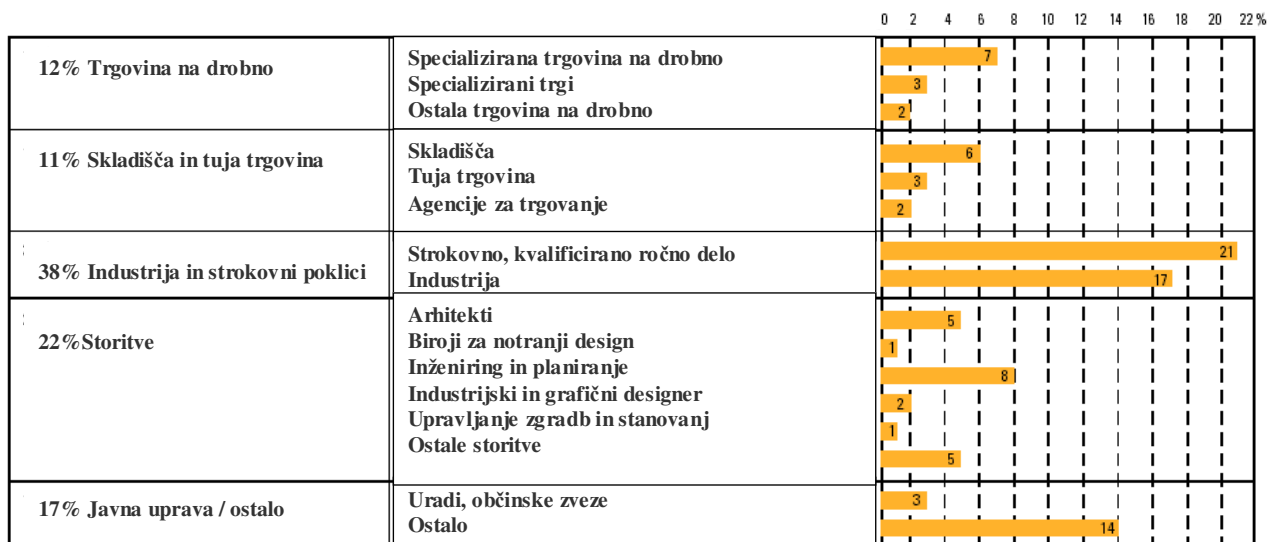 0 2 4 6 8 10 12 14 16 18 20 22 %
12% Trgovina na drobno
Specializirana trgovina na drobno
7
Specializirani trgi
3
Ostala trgovina na drobno
2
11% Skladišča in tuja trgovina
Skladišča
6
Tuja trgovina
3
Agencije za trgovanje
2
38% Industrija in strokovni poklici
Strokovno, kvalificirano ročno delo
21
Industrija
17
22%Storitve
Arhitekti
5
Biroji za notranji design
1
Inženiring in planiranje
8
Industrijski in grafični designer
2
Upravljanje zgradb in stanovanj
1
Ostale storitve
5
17% Javna uprava / ostalo
Uradi, občinske zveze
3
Ostalo
14